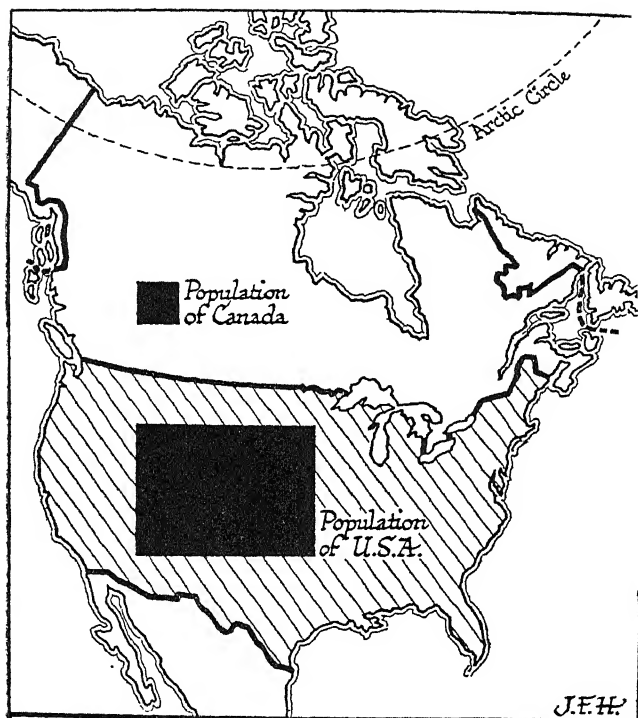 Arctic Circle
Population
of Canada
Population
of U.S.A.
J.F.H.